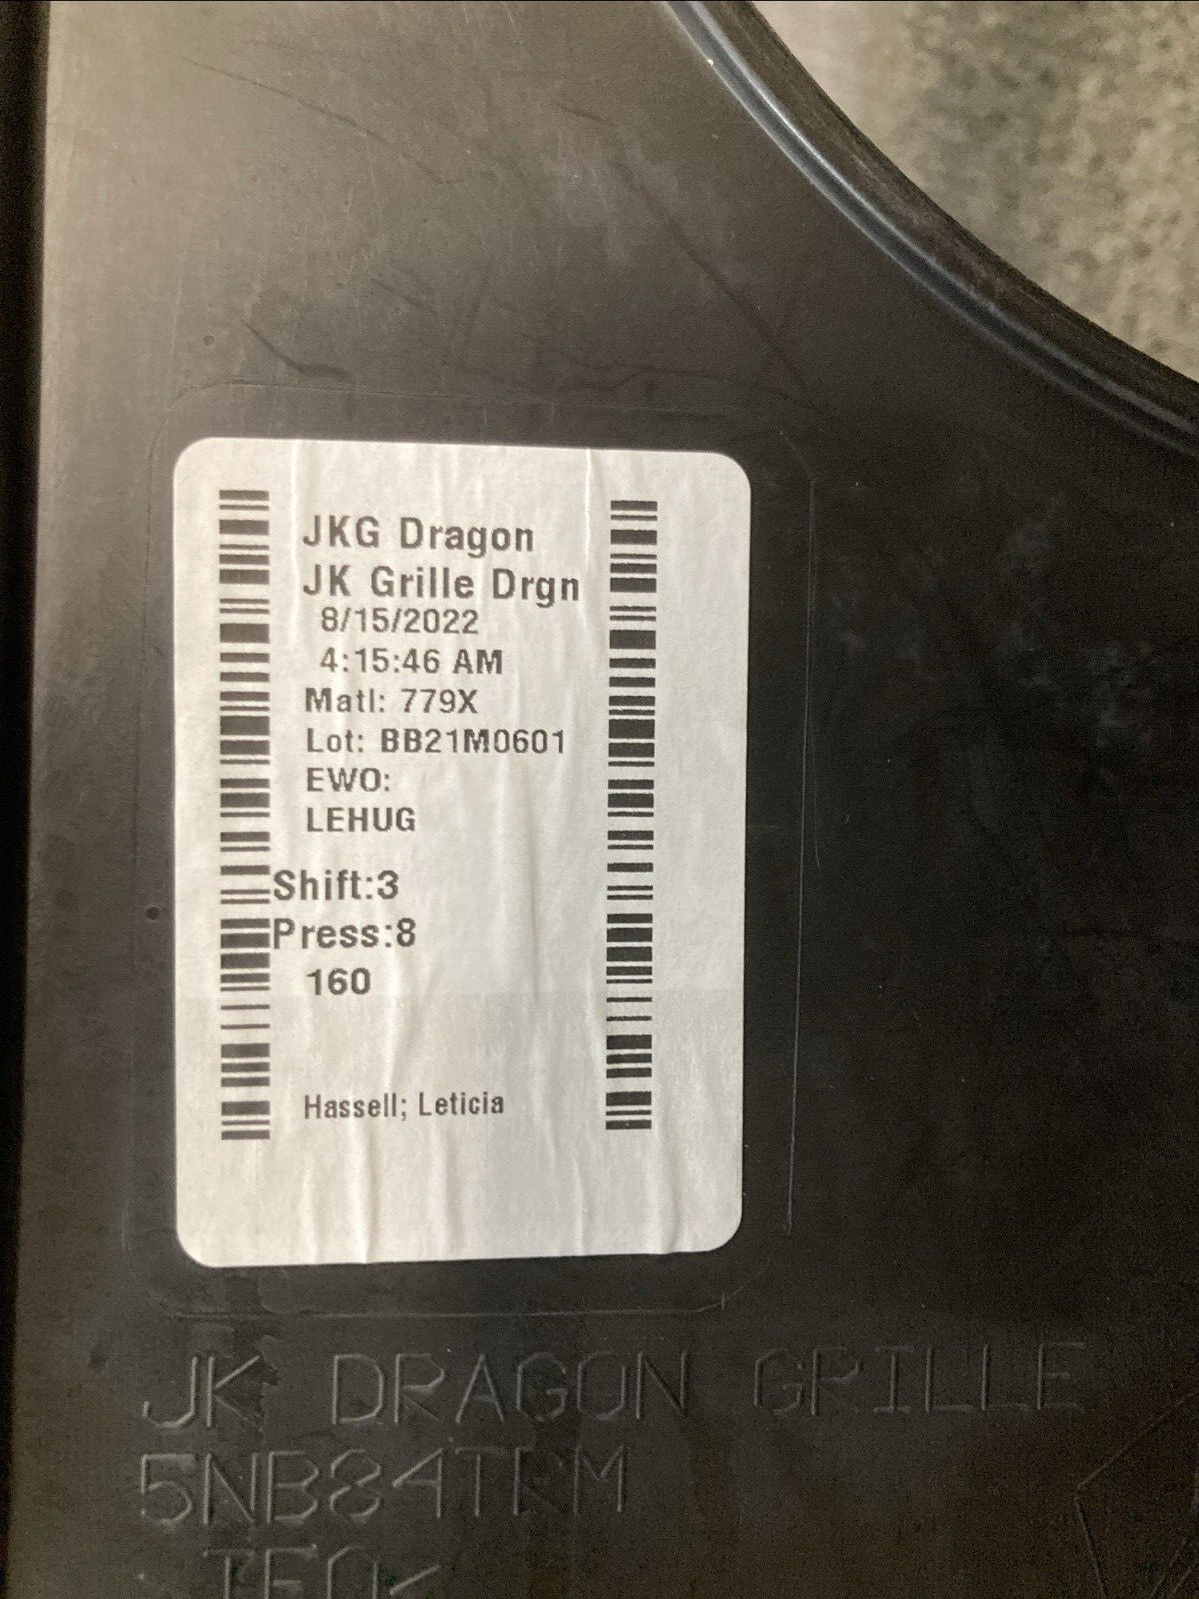 JKG Dragon
JK Grille Drgn
8/15/2022
4:15:46 AM
Matl: 779X
Lot: BB21M0601
EWO:
LEHUG
Shift:3
Press:8
160
Hassell; Leticia
JK DRAGON GRILLE